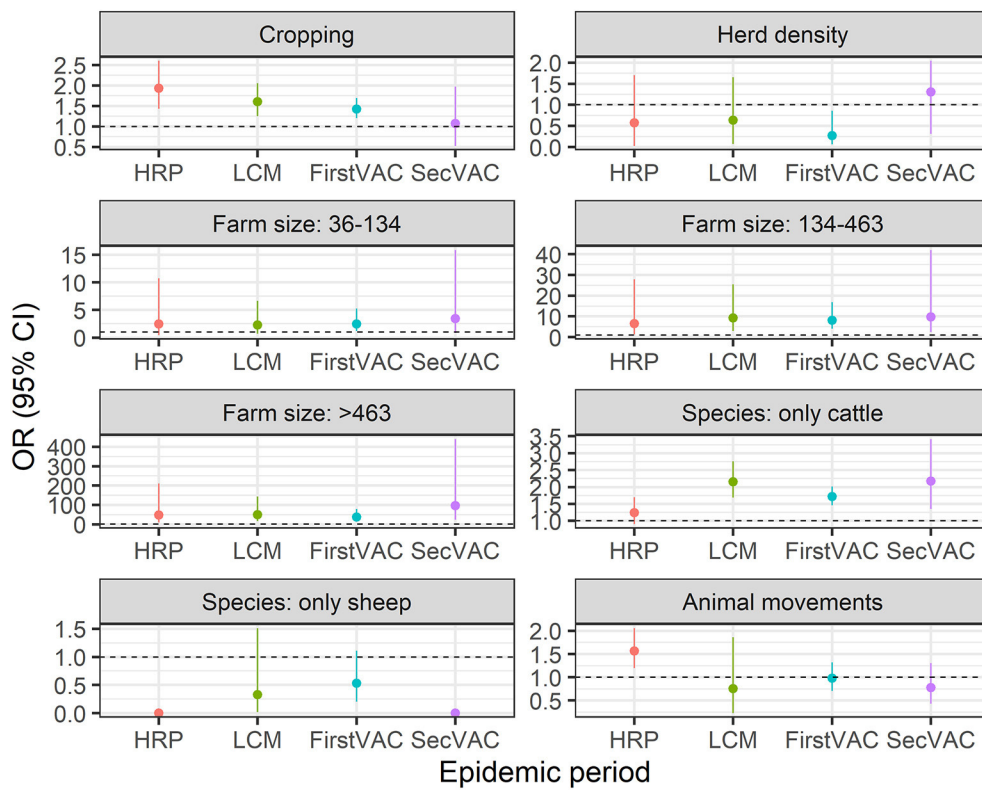 Cropping
Herd density
2.5
2.0
1.5
1.0
0.5
2.0
1.5
1.0
0.5
0.0
HRP LCM FirstVAC SecVAC
HRP LCM FirstVAC SecVAC
Farm size: 36-134
Farm size: 134-463
15
10
5
0
40
30
20
10
0
HRP LCM FirstVAC SecVAC
HRP LCM FirstVAC SecVAC
OR (95% CI)
Farm size: >463
Species: only cattle
400
300
200
100
0
3.5
3.0
2.5
2.0
1.5
1.0
HRP LCM FirstVAC SecVAC
HRP LCM FirstVAC SecVAC
Species: only sheep
Animal movements
1.5
1.0
0.5
0.0
2.0
1.5
1.0
0.5
HRP LCM FirstVAC SecVAC
HRP LCM FirstVAC SecVAC
Epidemic period